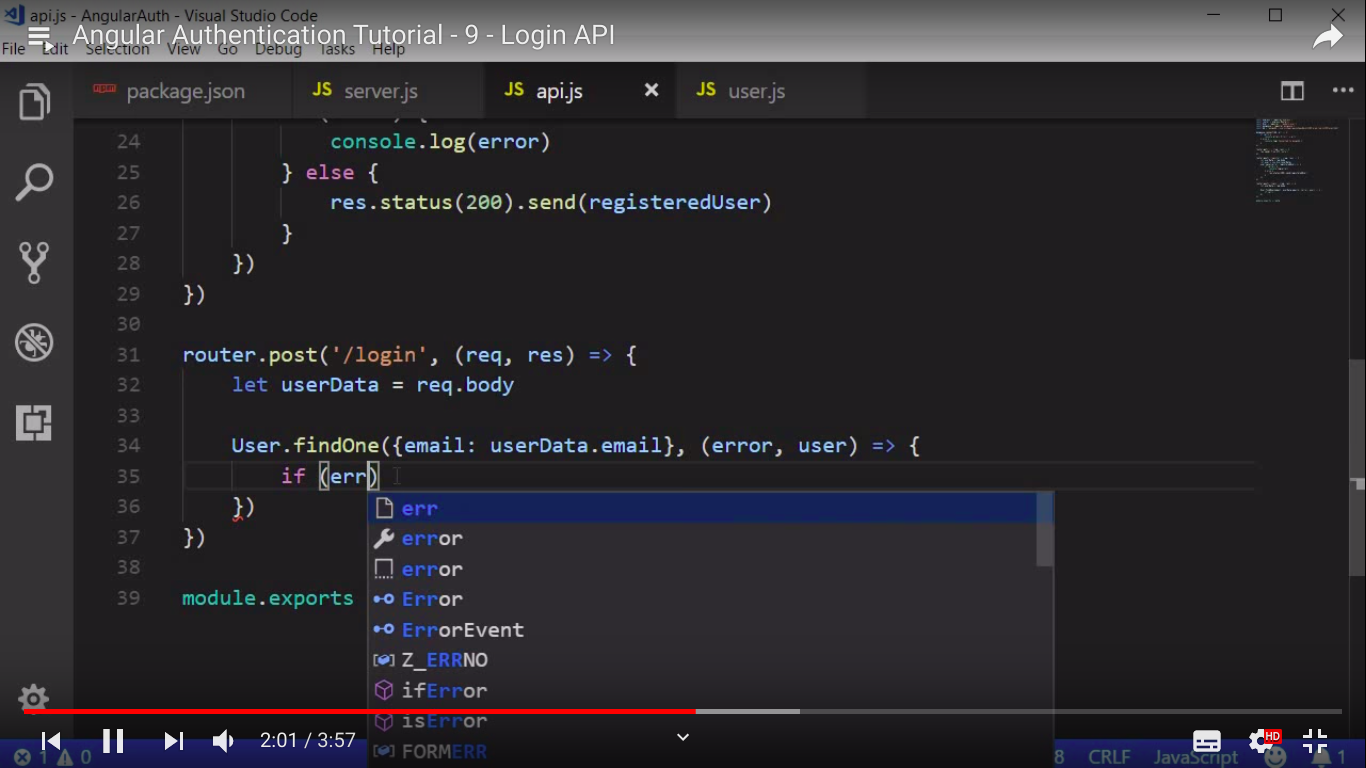 api.js - AngularAuth - Visual Studio Code
Angular Authentication Tutorial - 9 - Login API
File Edit Selection View Go Debug Tasks Help
package.json JS server.js JS api.js JS user.js
24 console.log(error)
25 } else {
26 res.status(200).send(registeredUser)
27 }
28 })
29 })
30
31 router.post('/login', (req, res) => {
32 let userData = req.body
33
34 User.findOne({email: userData.email}, (error, user) => {
35 if (err)
36 })
37 })
38
39 module.exports
err
error
error
Error
ErrorEvent
Z_ERRNO
ifError
isError
FORMERR
2:01 / 3:57
HD
1 0 8 CRLF JavaScript 1